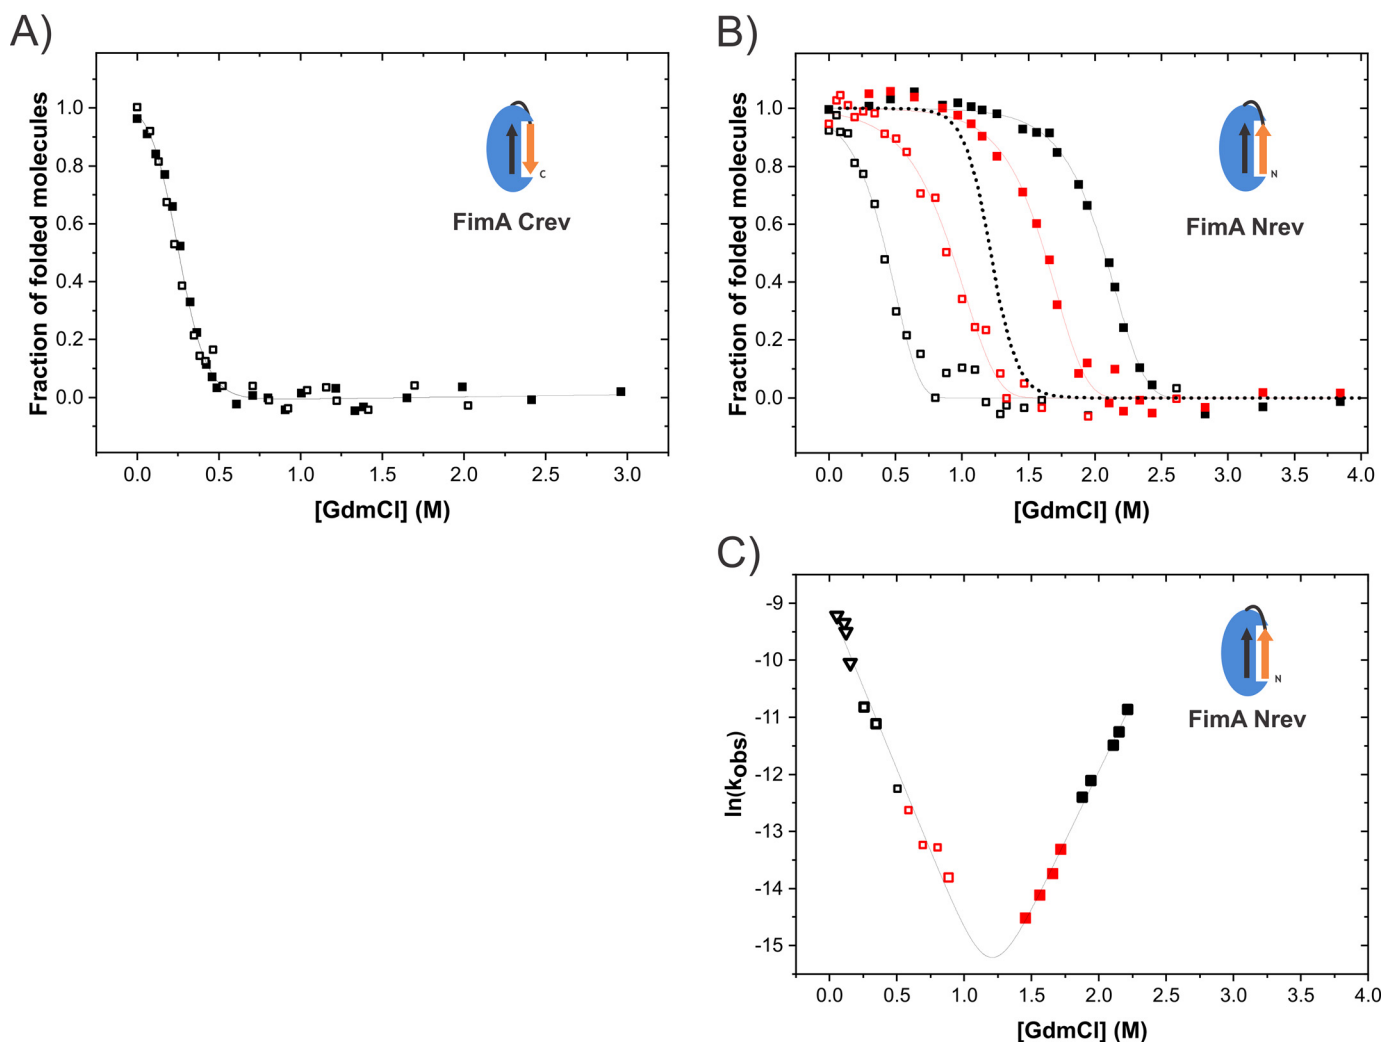 A)
Fraction of folded molecules
1.0
0.8
0.6
0.4
0.2
0.0
C
FimA Crev
0.0 0.5 1.0 1.5 2.0 2.5 3.0
[GdmCl] (M)
B)
Fraction of folded molecules
1.0
0.8
0.6
0.4
0.2
0.0
N
FimA Nrev
0.0 0.5 1.0 1.5 2.0 2.5 3.0 3.5 4.0
[GdmCl] (M)
C)
ln(kobs)
-9
-10
-11
-12
-13
-14
-15
N
FimA Nrev
0.0 0.5 1.0 1.5 2.0 2.5 3.0 3.5 4.0
[GdmCl] (M)